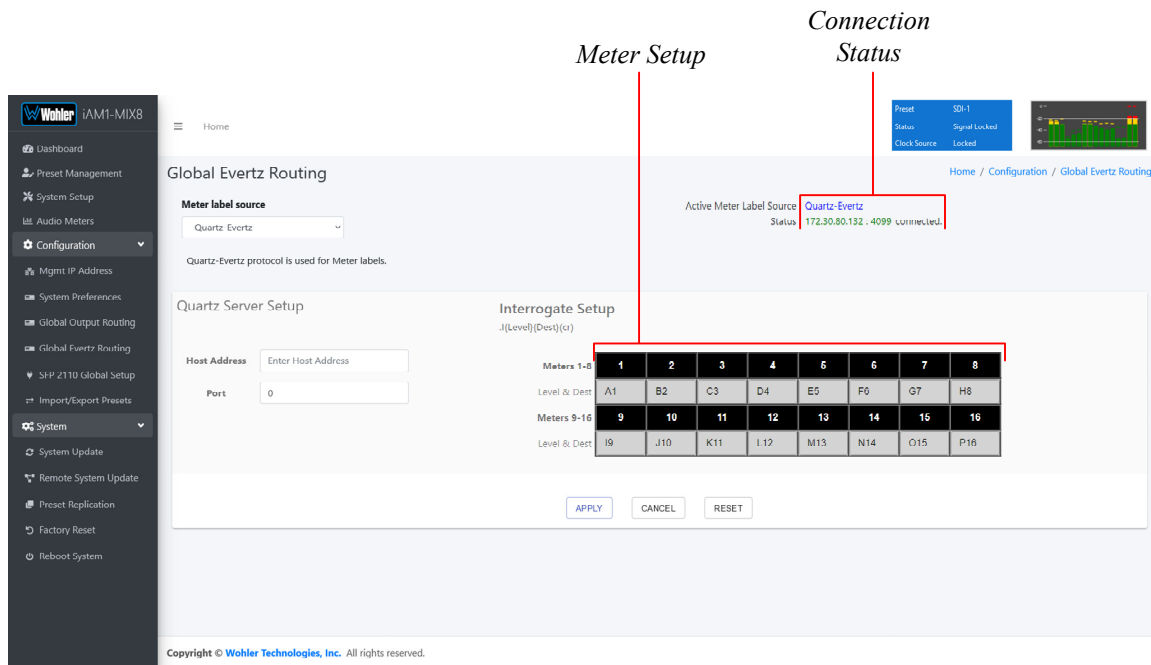 Connection
Status
Meter Setup
Wohler iAM1-MIX8
Home
Preset SDI-1
Status Signal Locked
Clock Source Locked
Dashboard
Preset Management
System Setup
Audio Meters
Configuration
Mgmt IP Address
System Preferences
Global Output Routing
Global Evertz Routing
SFP 2110 Global Setup
Import/Export Presets
System
System Update
Remote System Update
Preset Replication
Factory Reset
Reboot System
Global Evertz Routing
Home / Configuration / Global Evertz Routing
Meter label source
Quartz Evertz
Quartz-Evertz protocol is used for Meter labels.
Active Meter Label Source Quartz-Evertz
Status 172.30.80.132 : 4099 connected.
Quartz Server Setup
Host Address Enter Host Address
Port 0
Interrogate Setup
.I(Level)(Dest)(cr)
Meters 1-8 1 2 3 4 5 6 7 8
Level & Dest A1 B2 C3 D4 E5 F6 G7 H8
Meters 9-16 9 10 11 12 13 14 15 16
Level & Dest I9 J10 K11 L12 M13 N14 O15 P16
APPLY CANCEL RESET
Copyright © Wohler Technologies, Inc. All rights reserved.